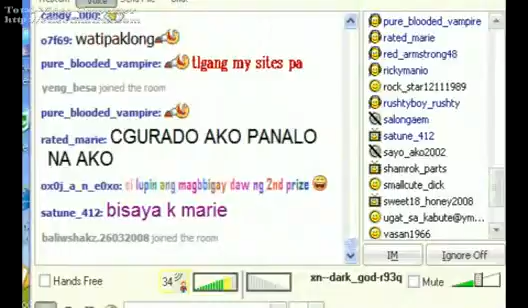 candy_...000:
o7f69: watipaklong
pure_blooded_vampire: tlgang my sites pa
yeng_besa joined the room
pure_blooded_vampire:
rated_marie: CGURADO AKO PANALO
NA AKO
ox0j_a_n_e0xo: si lupin ang magbbigay daw ng 2nd prize
satune_412: bisaya k marie
baliwshakz.26032008 joined the room
pure_blooded_vampire
rated_marie
red_armstrong48
rickymanio
rock_star12111989
rushtyboy_rushty
salongaem
satune_412
sayo_ako2002
shamrok_parts
smallcute_dick
sweet18_honey2008
ugat_sa_kabute@ym...
vasan1966
IM
Ignore Off
Hands Free
34
xn--dark_god-r93q
Mute